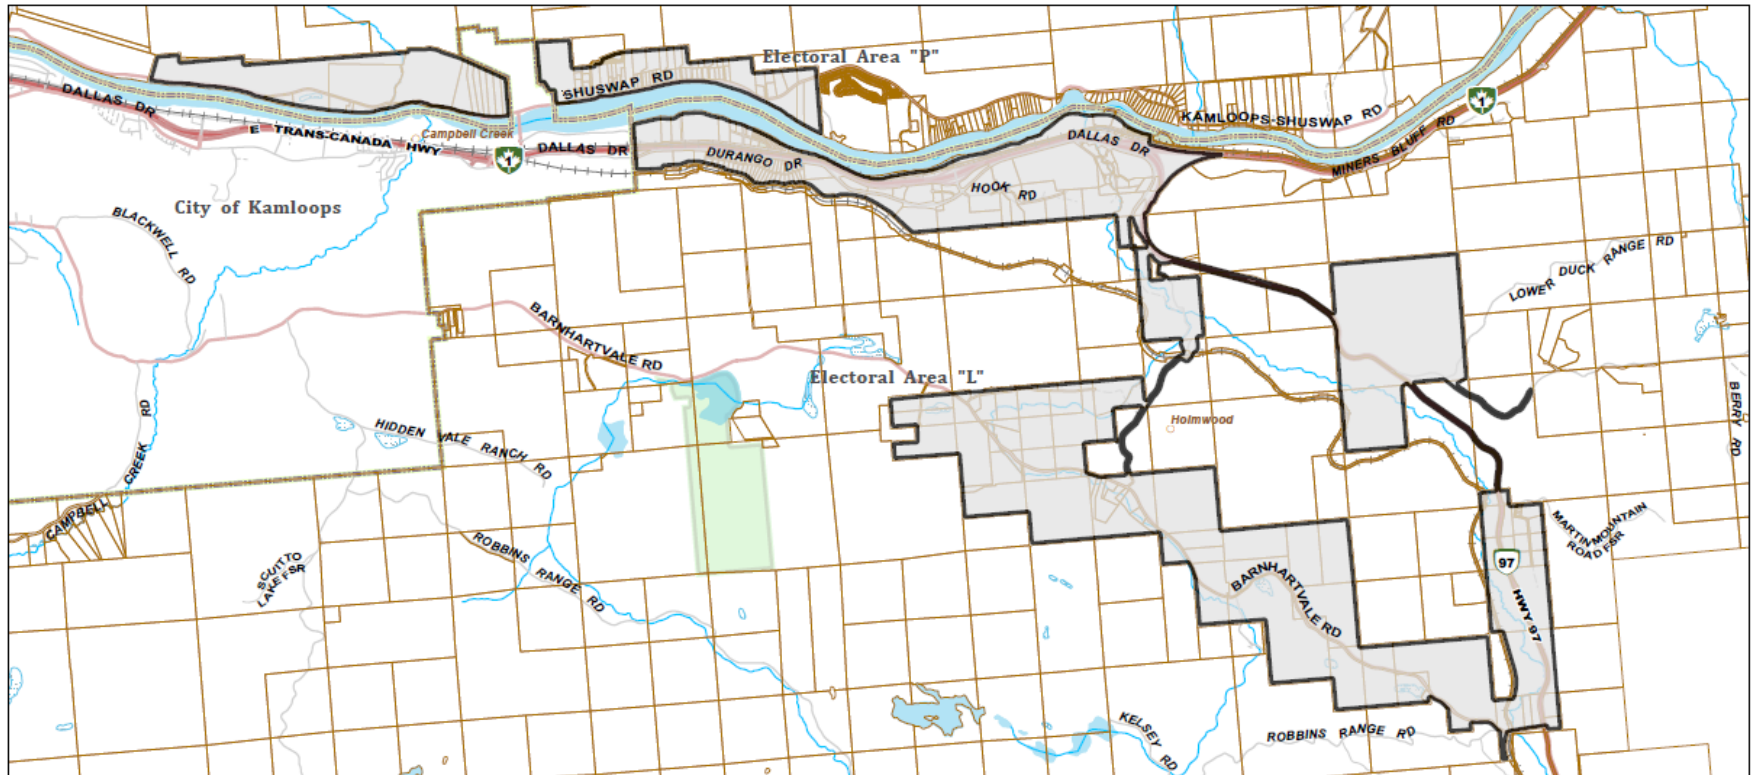 Electoral Area "P"
SHUSWAP RD
DALLAS DR
1
KAMLOOPS-SHUSWAP RD
E TRANS-CANADA HWY
Campbell Creek
1
DALLAS DR
DALLAS DR
MINERS BLUFF RD
DURANGO DR
HOOK RD
City of Kamloops
BLACKWELL RD
LOWER DUCK RANGE RD
BARNHARTVALE RD
Electoral Area "L"
BERRY RD
Holmwood
HIDDEN VALE RANCH RD
CAMPBELL CREEK RD
MARTIN MOUNTAIN
ROAD FSR
ROBBINS RANGE RD
SCUITTO
LAKE FSR
97
BARNHARTVALE RD
HWY 97
KELSEY RD
ROBBINS RANGE RD